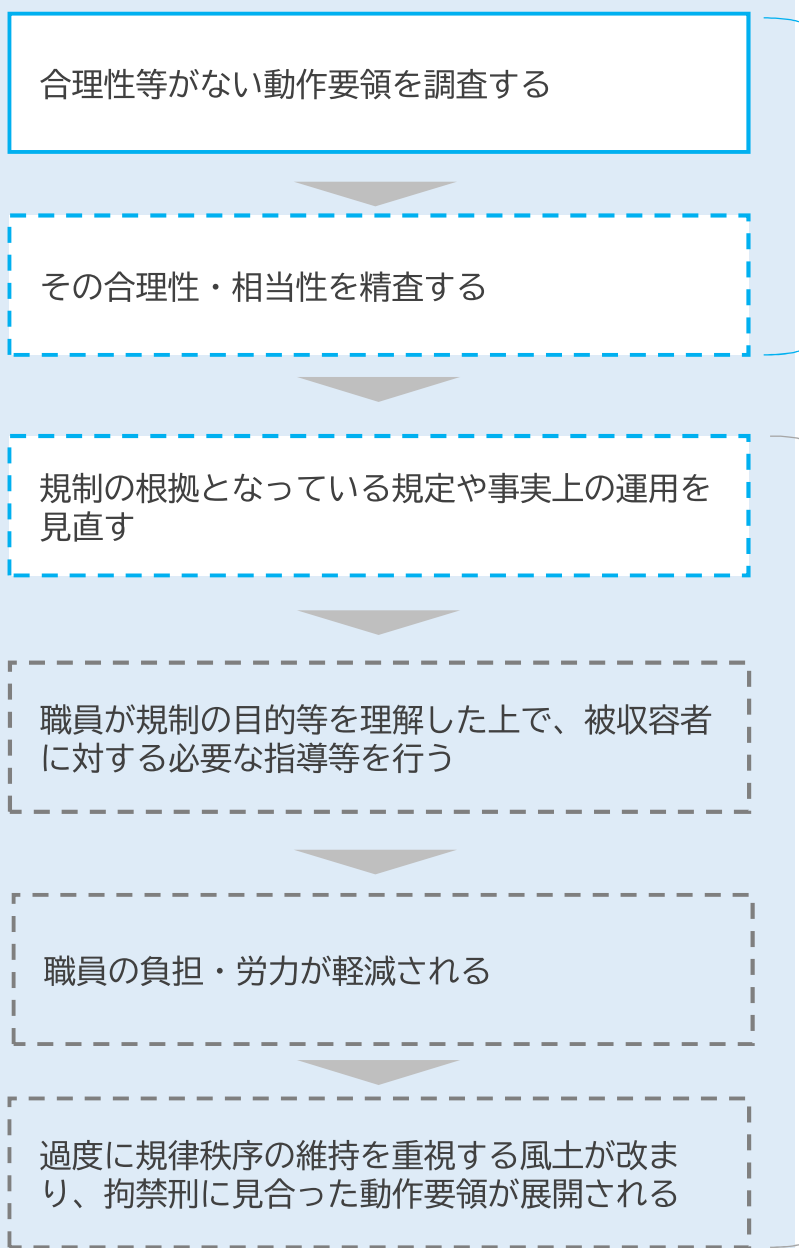 合理性等がない動作要領を調査する
その合理性・相当性を精査する
規制の根拠となっている規定や事実上の運用を
見直す
職員が規制の目的等を理解した上で、被収容者
に対する必要な指導等を行う
職員の負担・労力が軽減される
過度に規律秩序の維持を重視する風土が改ま
り、拘禁刑に見合った動作要領が展開される